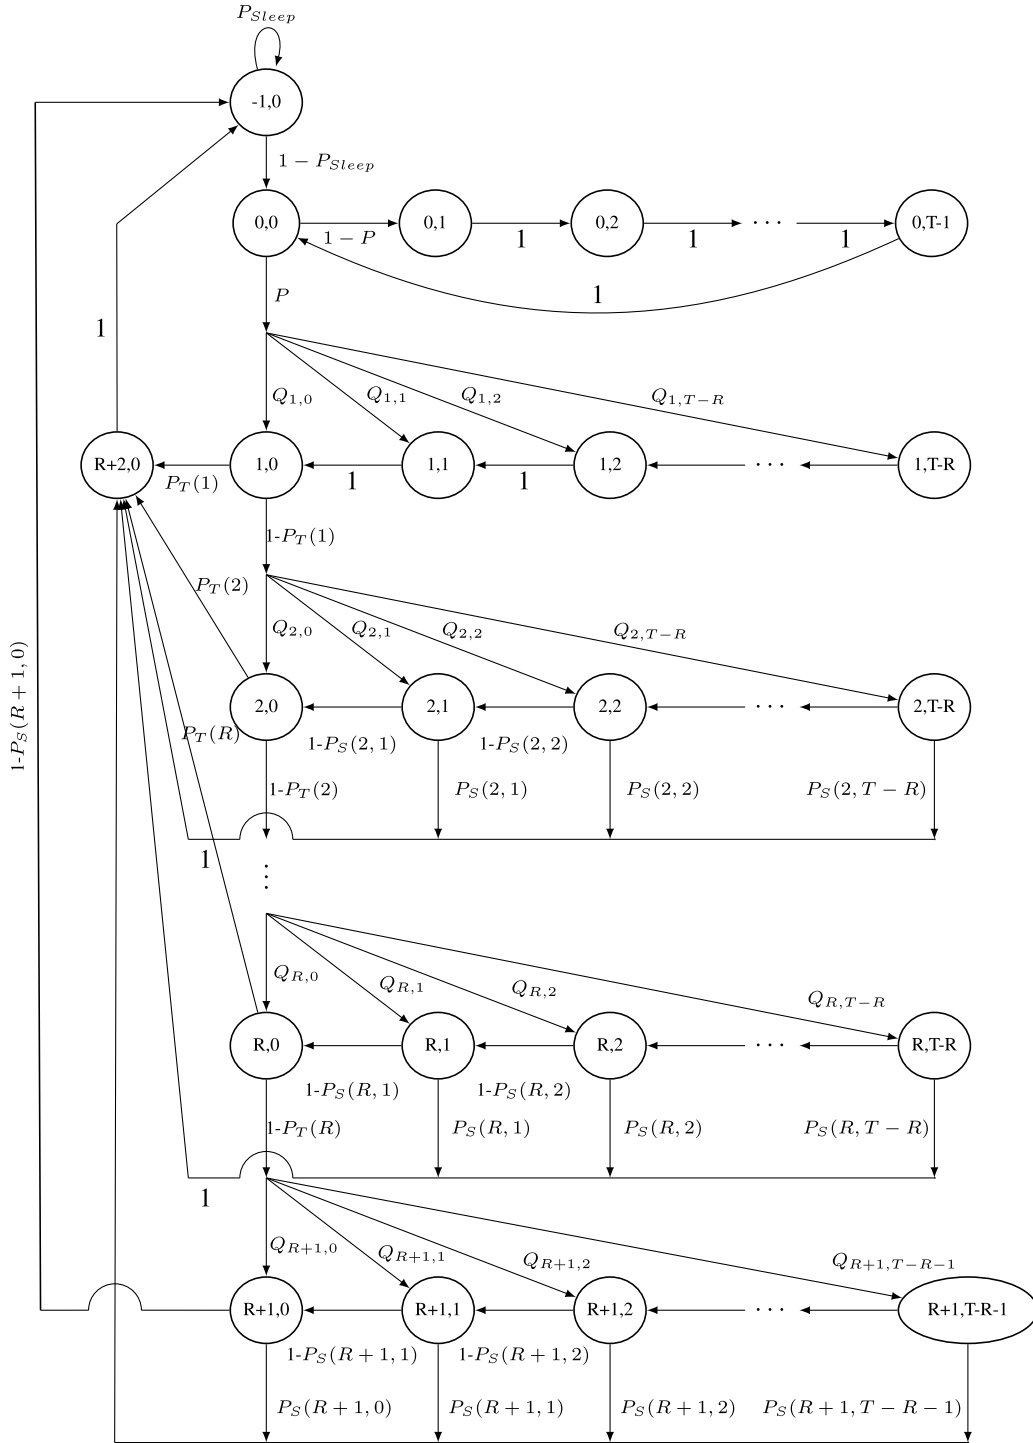 P_{Sleep}
-1,0
1 − P_{Sleep}
0,0
0,1
0,2
· · ·
0,T-1
1 − P
1
1
1
1
P
Q_{1,0}
Q_{1,1}
Q_{1,2}
Q_{1,T−R}
1
R+2,0
1,0
1,1
1,2
· · ·
1,T-R
P_T(1)
1
1
1-P_T(1)
P_T(2)
Q_{2,0}
Q_{2,1}
Q_{2,2}
Q_{2,T−R}
1-P_S(R + 1, 0)
2,0
2,1
2,2
· · ·
2,T-R
P_T(R)
1-P_S(2, 1)
1-P_S(2, 2)
1-P_T(2)
P_S(2, 1)
P_S(2, 2)
P_S(2, T − R)
1
⋮
Q_{R,0}
Q_{R,1}
Q_{R,2}
Q_{R,T−R}
R,0
R,1
R,2
· · ·
R,T-R
1-P_S(R, 1)
1-P_S(R, 2)
1-P_T(R)
P_S(R, 1)
P_S(R, 2)
P_S(R, T − R)
1
Q_{R+1,0}
Q_{R+1,1}
Q_{R+1,2}
Q_{R+1,T−R−1}
R+1,0
R+1,1
R+1,2
· · ·
R+1,T-R-1
1-P_S(R + 1, 1)
1-P_S(R + 1, 2)
P_S(R + 1, 0)
P_S(R + 1, 1)
P_S(R + 1, 2)
P_S(R + 1, T − R − 1)